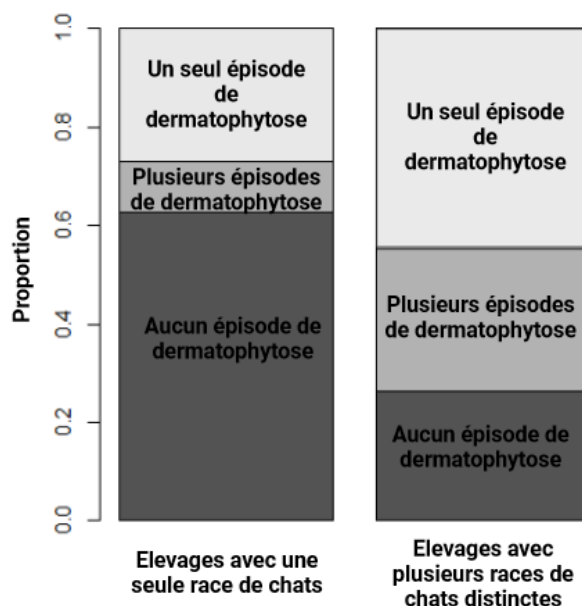 Proportion
1.0
0.8
0.6
0.4
0.2
0.0
Un seul épisode
de
dermatophytose
Plusieurs épisodes
de dermatophytose
Aucun épisode de
dermatophytose
Elevages avec une
seule race de chats
Un seul épisode
de
dermatophytose
Plusieurs épisodes
de dermatophytose
Aucun épisode de
dermatophytose
Elevages avec
plusieurs races de
chats distinctes